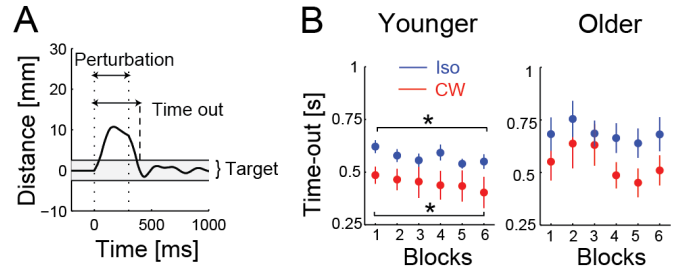 A
Distance [mm]
30
20
10
0
−10
Perturbation
Time out
} Target
0
500
1000
Time [ms]
B
Younger
Older
Time-out [s]
1
0.75
0.5
0.25
Iso
CW
*
*
1 2 3 4 5 6
Blocks
1
0.75
0.5
0.25
1 2 3 4 5 6
Blocks